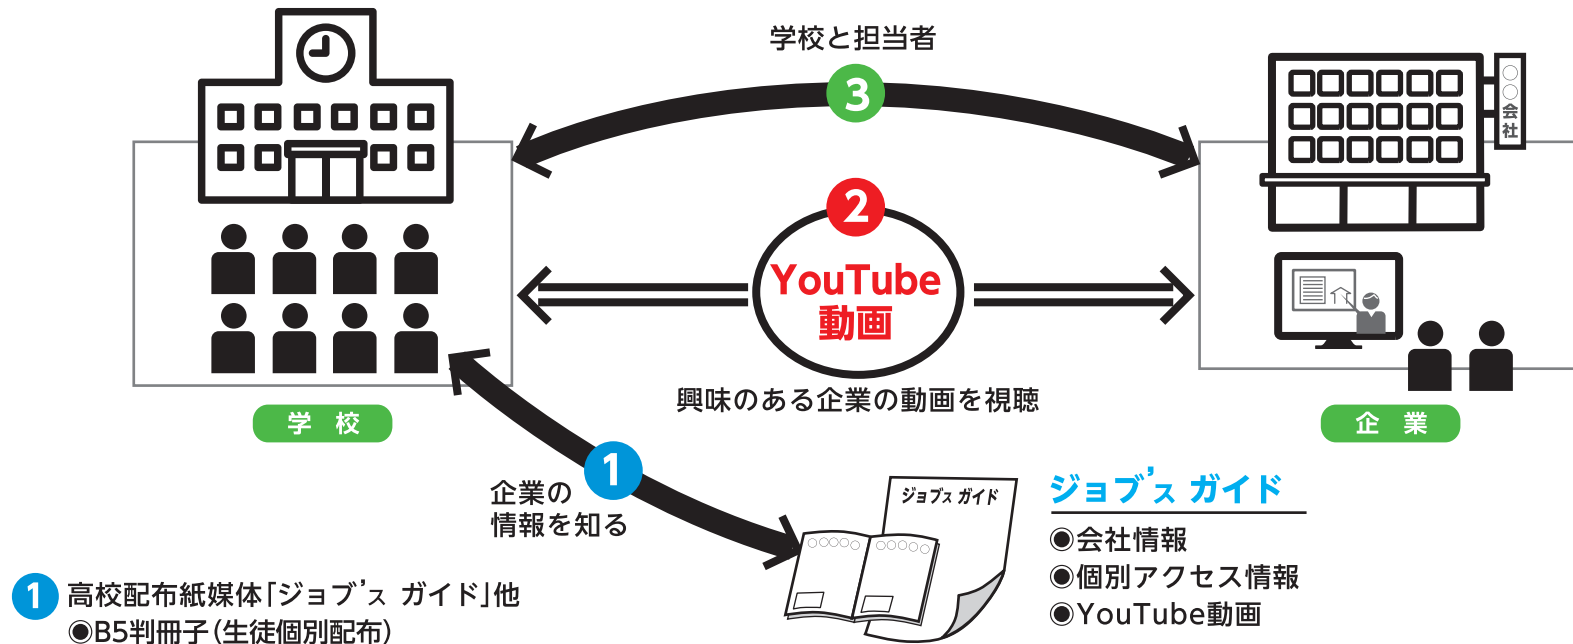 学校と担当者
3
○○会社
2
YouTube
動画
興味のある企業の動画を視聴
学 校
企 業
1
企業の
情報を知る
ジョブ’ス ガイド
○○○○○ ○○○○○
ジョブ’ス ガイド
◉会社情報
◉個別アクセス情報
◉YouTube動画
1 高校配布紙媒体「ジョブ’ス ガイド」他
◉B5判冊子(生徒個別配布)